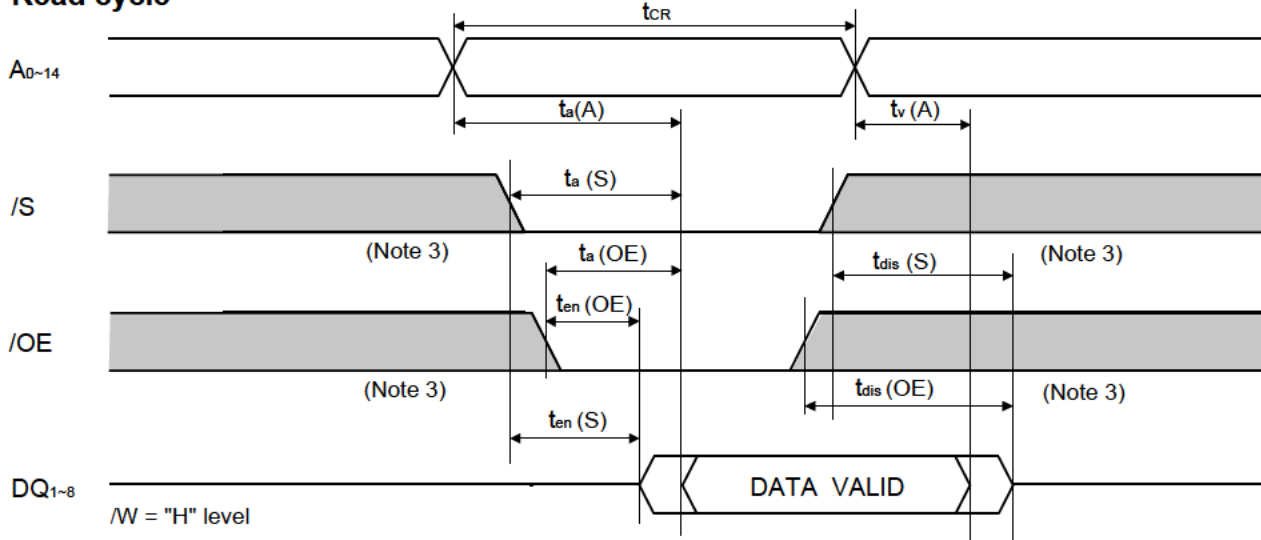 Read cycle
tCR
A0~14
ta(A)
tv (A)
/S
ta (S)
(Note 3)
ta (OE)
tdis (S)
(Note 3)
ten (OE)
/OE
(Note 3)
tdis (OE)
(Note 3)
ten (S)
DQ1~8
DATA VALID
/W = "H" level